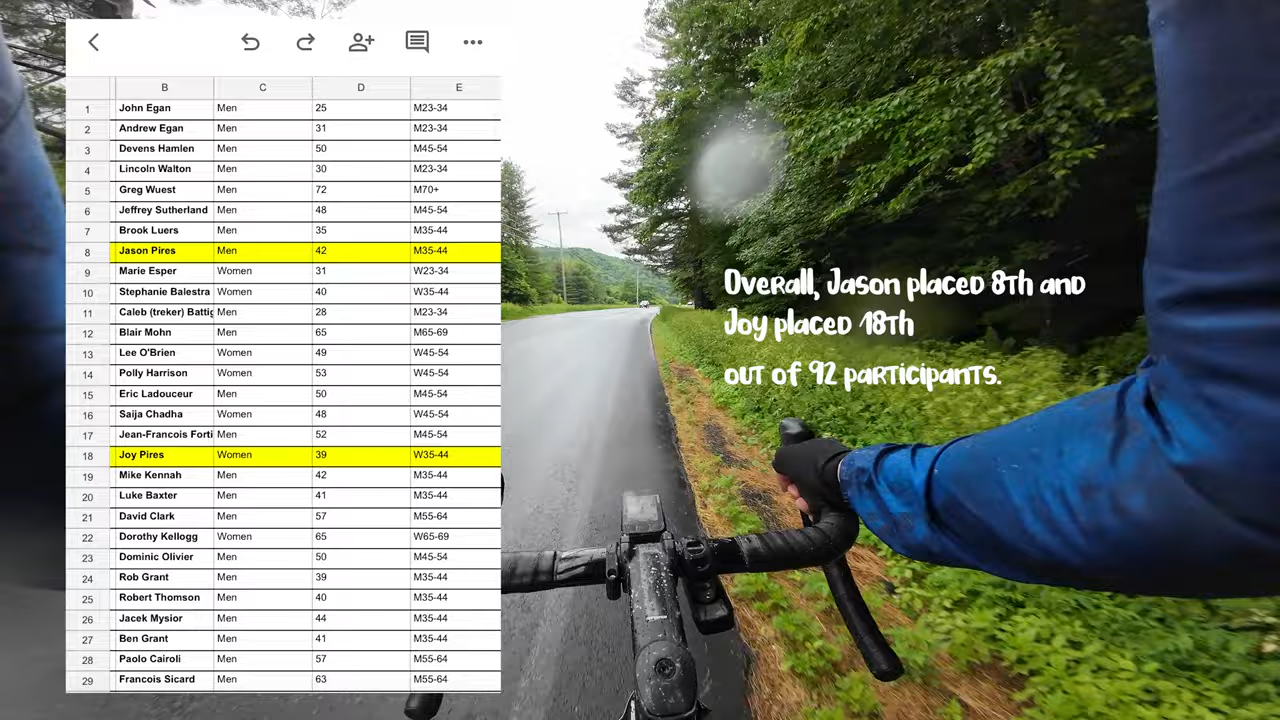 B C D E
1 John Egan Men 25 M23-34
2 Andrew Egan Men 31 M23-34
3 Devens Hamlen Men 50 M45-54
4 Lincoln Walton Men 30 M23-34
5 Greg Wuest Men 72 M70+
6 Jeffrey Sutherland Men 48 M45-54
7 Brook Luers Men 35 M35-44
8 Jason Pires Men 42 M35-44
9 Marie Esper Women 31 W23-34
10 Stephanie Balestra Women 40 W35-44
11 Caleb (treker) Battig Men 28 M23-34
12 Blair Mohn Men 65 M65-69
13 Lee O'Brien Women 49 W45-54
14 Polly Harrison Women 53 W45-54
15 Eric Ladouceur Men 50 M45-54
16 Saija Chadha Women 48 W45-54
17 Jean-Francois Forti Men 52 M45-54
18 Joy Pires Women 39 W35-44
19 Mike Kennah Men 42 M35-44
20 Luke Baxter Men 41 M35-44
21 David Clark Men 57 M55-64
22 Dorothy Kellogg Women 65 W65-69
23 Dominic Olivier Men 50 M45-54
24 Rob Grant Men 39 M35-44
25 Robert Thomson Men 40 M35-44
26 Jacek Mysior Men 44 M35-44
27 Ben Grant Men 41 M35-44
28 Paolo Cairoli Men 57 M55-64
29 Francois Sicard Men 63 M55-64
Overall, Jason placed 8th and
Joy placed 18th
out of 92 participants.